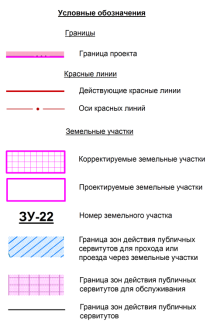 Условные обозначения
Границы
Граница проекта
Красные линии
Действующие красные линии
Оси красных линий
Земельные участки
Корректируемые земельные участки
Проектируемые земельные участки
ЗУ-22
Номер земельного участка
Граница зон действия публичных
сервитутов для прохода или
проезда через земельные участки
Граница зон действия публичных
сервитутов для обслуживания
Граница зон действия публичных
сервитутов